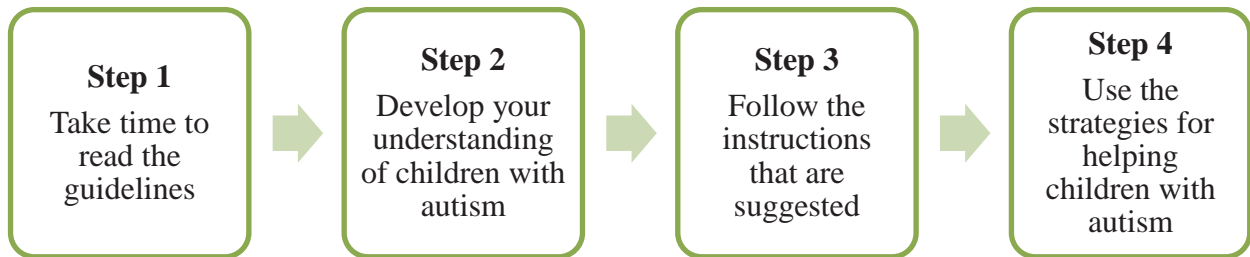 Step 1
Take time to
read the
guidelines
Step 2
Develop your
understanding
of children with
autism
Step 3
Follow the
instructions
that are
suggested
Step 4
Use the
strategies for
helping
children with
autism